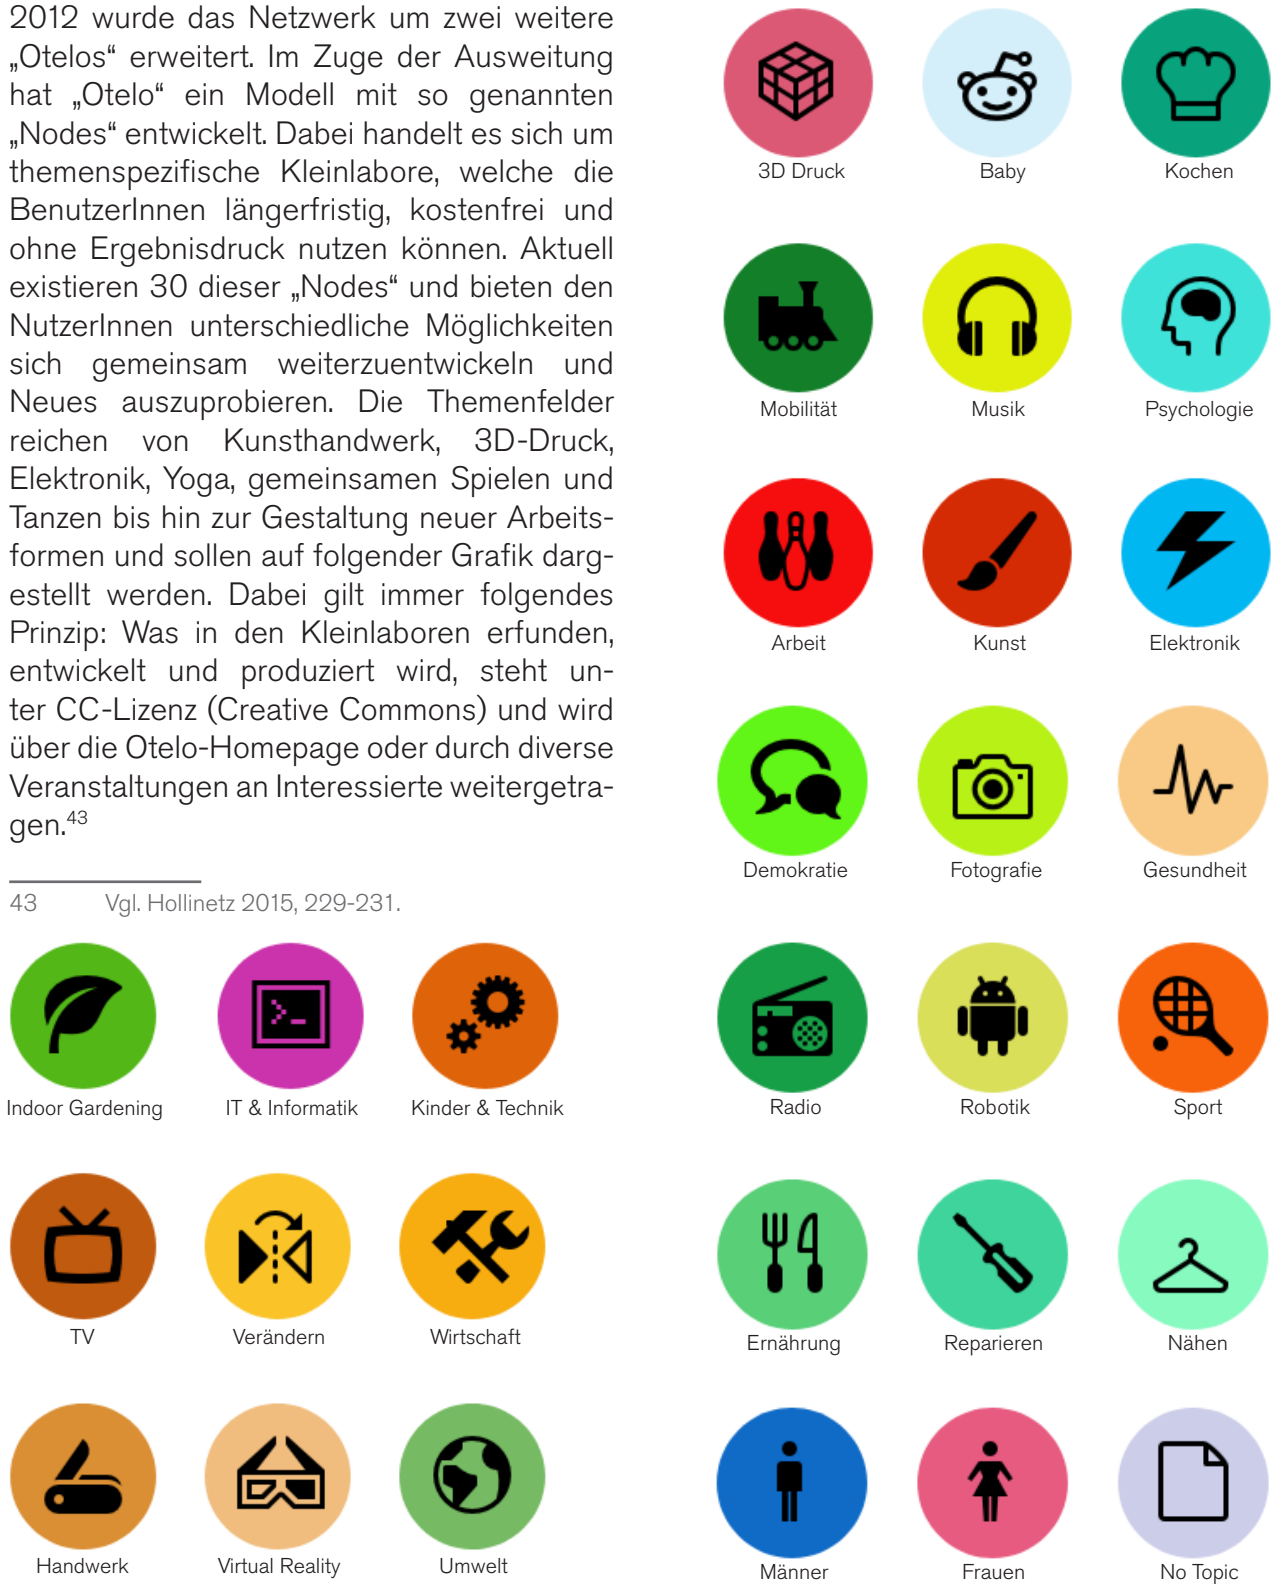 2012 wurde das Netzwerk um zwei weitere
„Otelos“ erweitert. Im Zuge der Ausweitung
hat „Otelo“ ein Modell mit so genannten
„Nodes“ entwickelt. Dabei handelt es sich um
themenspezifische Kleinlabore, welche die
BenutzerInnen längerfristig, kostenfrei und
ohne Ergebnisdruck nutzen können. Aktuell
existieren 30 dieser „Nodes“ und bieten den
NutzerInnen unterschiedliche Möglichkeiten
sich gemeinsam weiterzuentwickeln und
Neues auszuprobieren. Die Themenfelder
reichen von Kunsthandwerk, 3D-Druck,
Elektronik, Yoga, gemeinsamen Spielen und
Tanzen bis hin zur Gestaltung neuer Arbeits-
formen und sollen auf folgender Grafik darg-
estellt werden. Dabei gilt immer folgendes
Prinzip: Was in den Kleinlaboren erfunden,
entwickelt und produziert wird, steht un-
ter CC-Lizenz (Creative Commons) und wird
über die Otelo-Homepage oder durch diverse
Veranstaltungen an Interessierte weitergetra-
gen.43
43 Vgl. Hollinetz 2015, 229-231.
Indoor Gardening IT & Informatik Kinder & Technik
TV Verändern Wirtschaft
Handwerk Virtual Reality Umwelt
3D Druck Baby Kochen
Mobilität Musik Psychologie
Arbeit Kunst Elektronik
Demokratie Fotografie Gesundheit
Radio Robotik Sport
Ernährung Reparieren Nähen
Männer Frauen No Topic